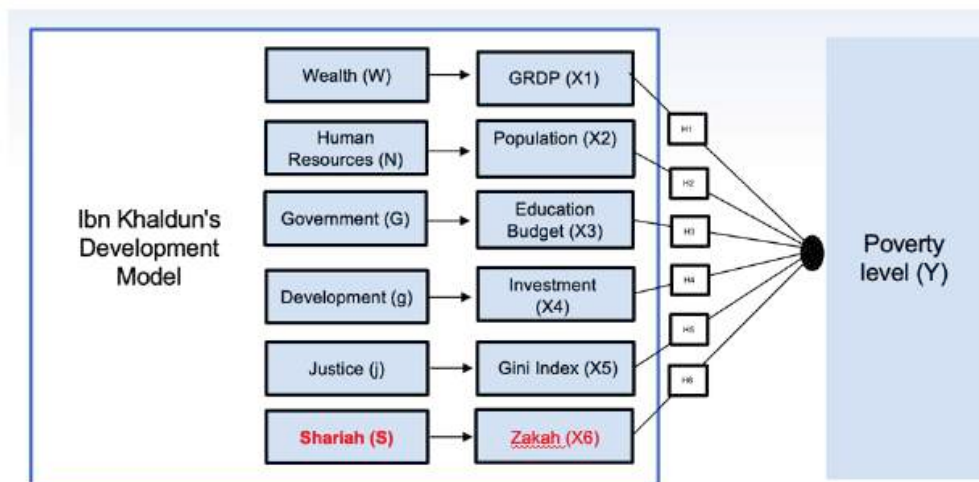 Wealth (W)
GRDP (X1)
H1
Human
Resources (N)
Population (X2)
H2
Ibn Khaldun's
Development
Model
Government (G)
Education
Budget (X3)
H3
Poverty
level (Y)
Development (g)
Investment
(X4)
H4
Justice (j)
Gini Index (X5)
H5
Shariah (S)
Zakah (X6)
H6